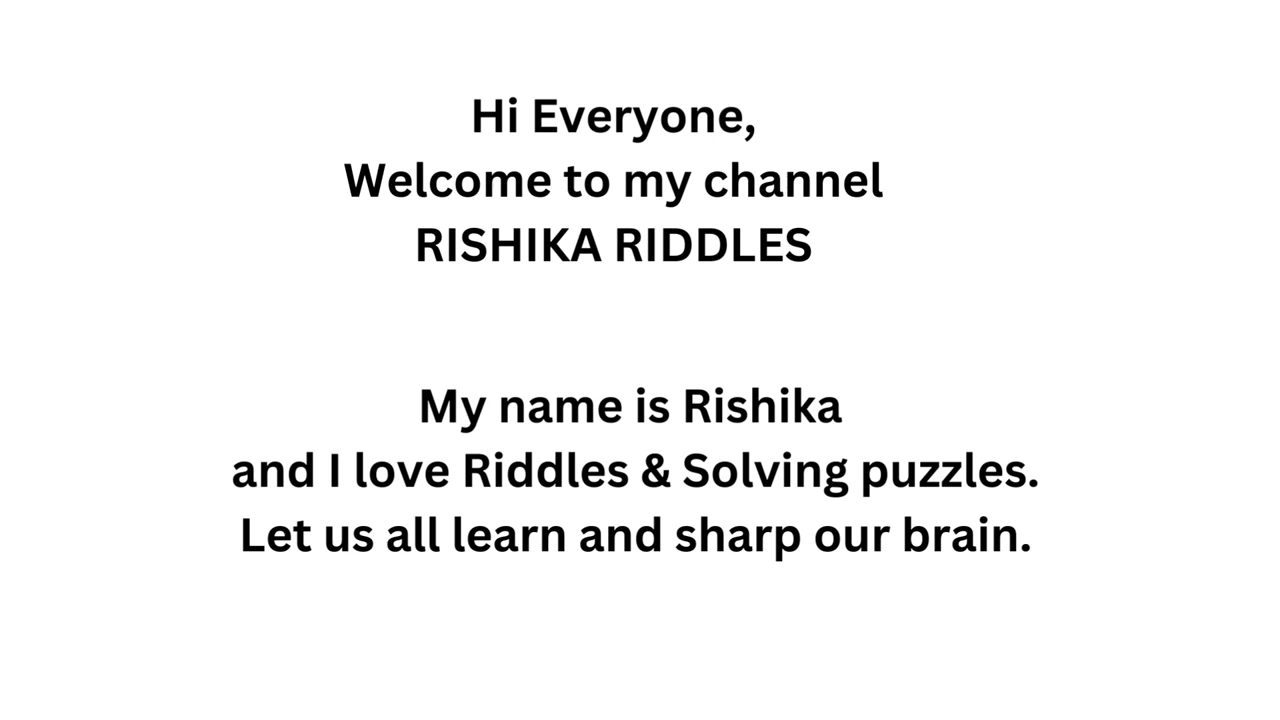 Hi Everyone,
Welcome to my channel
RISHIKA RIDDLES
My name is Rishika
and I love Riddles & Solving puzzles.
Let us all learn and sharp our brain.